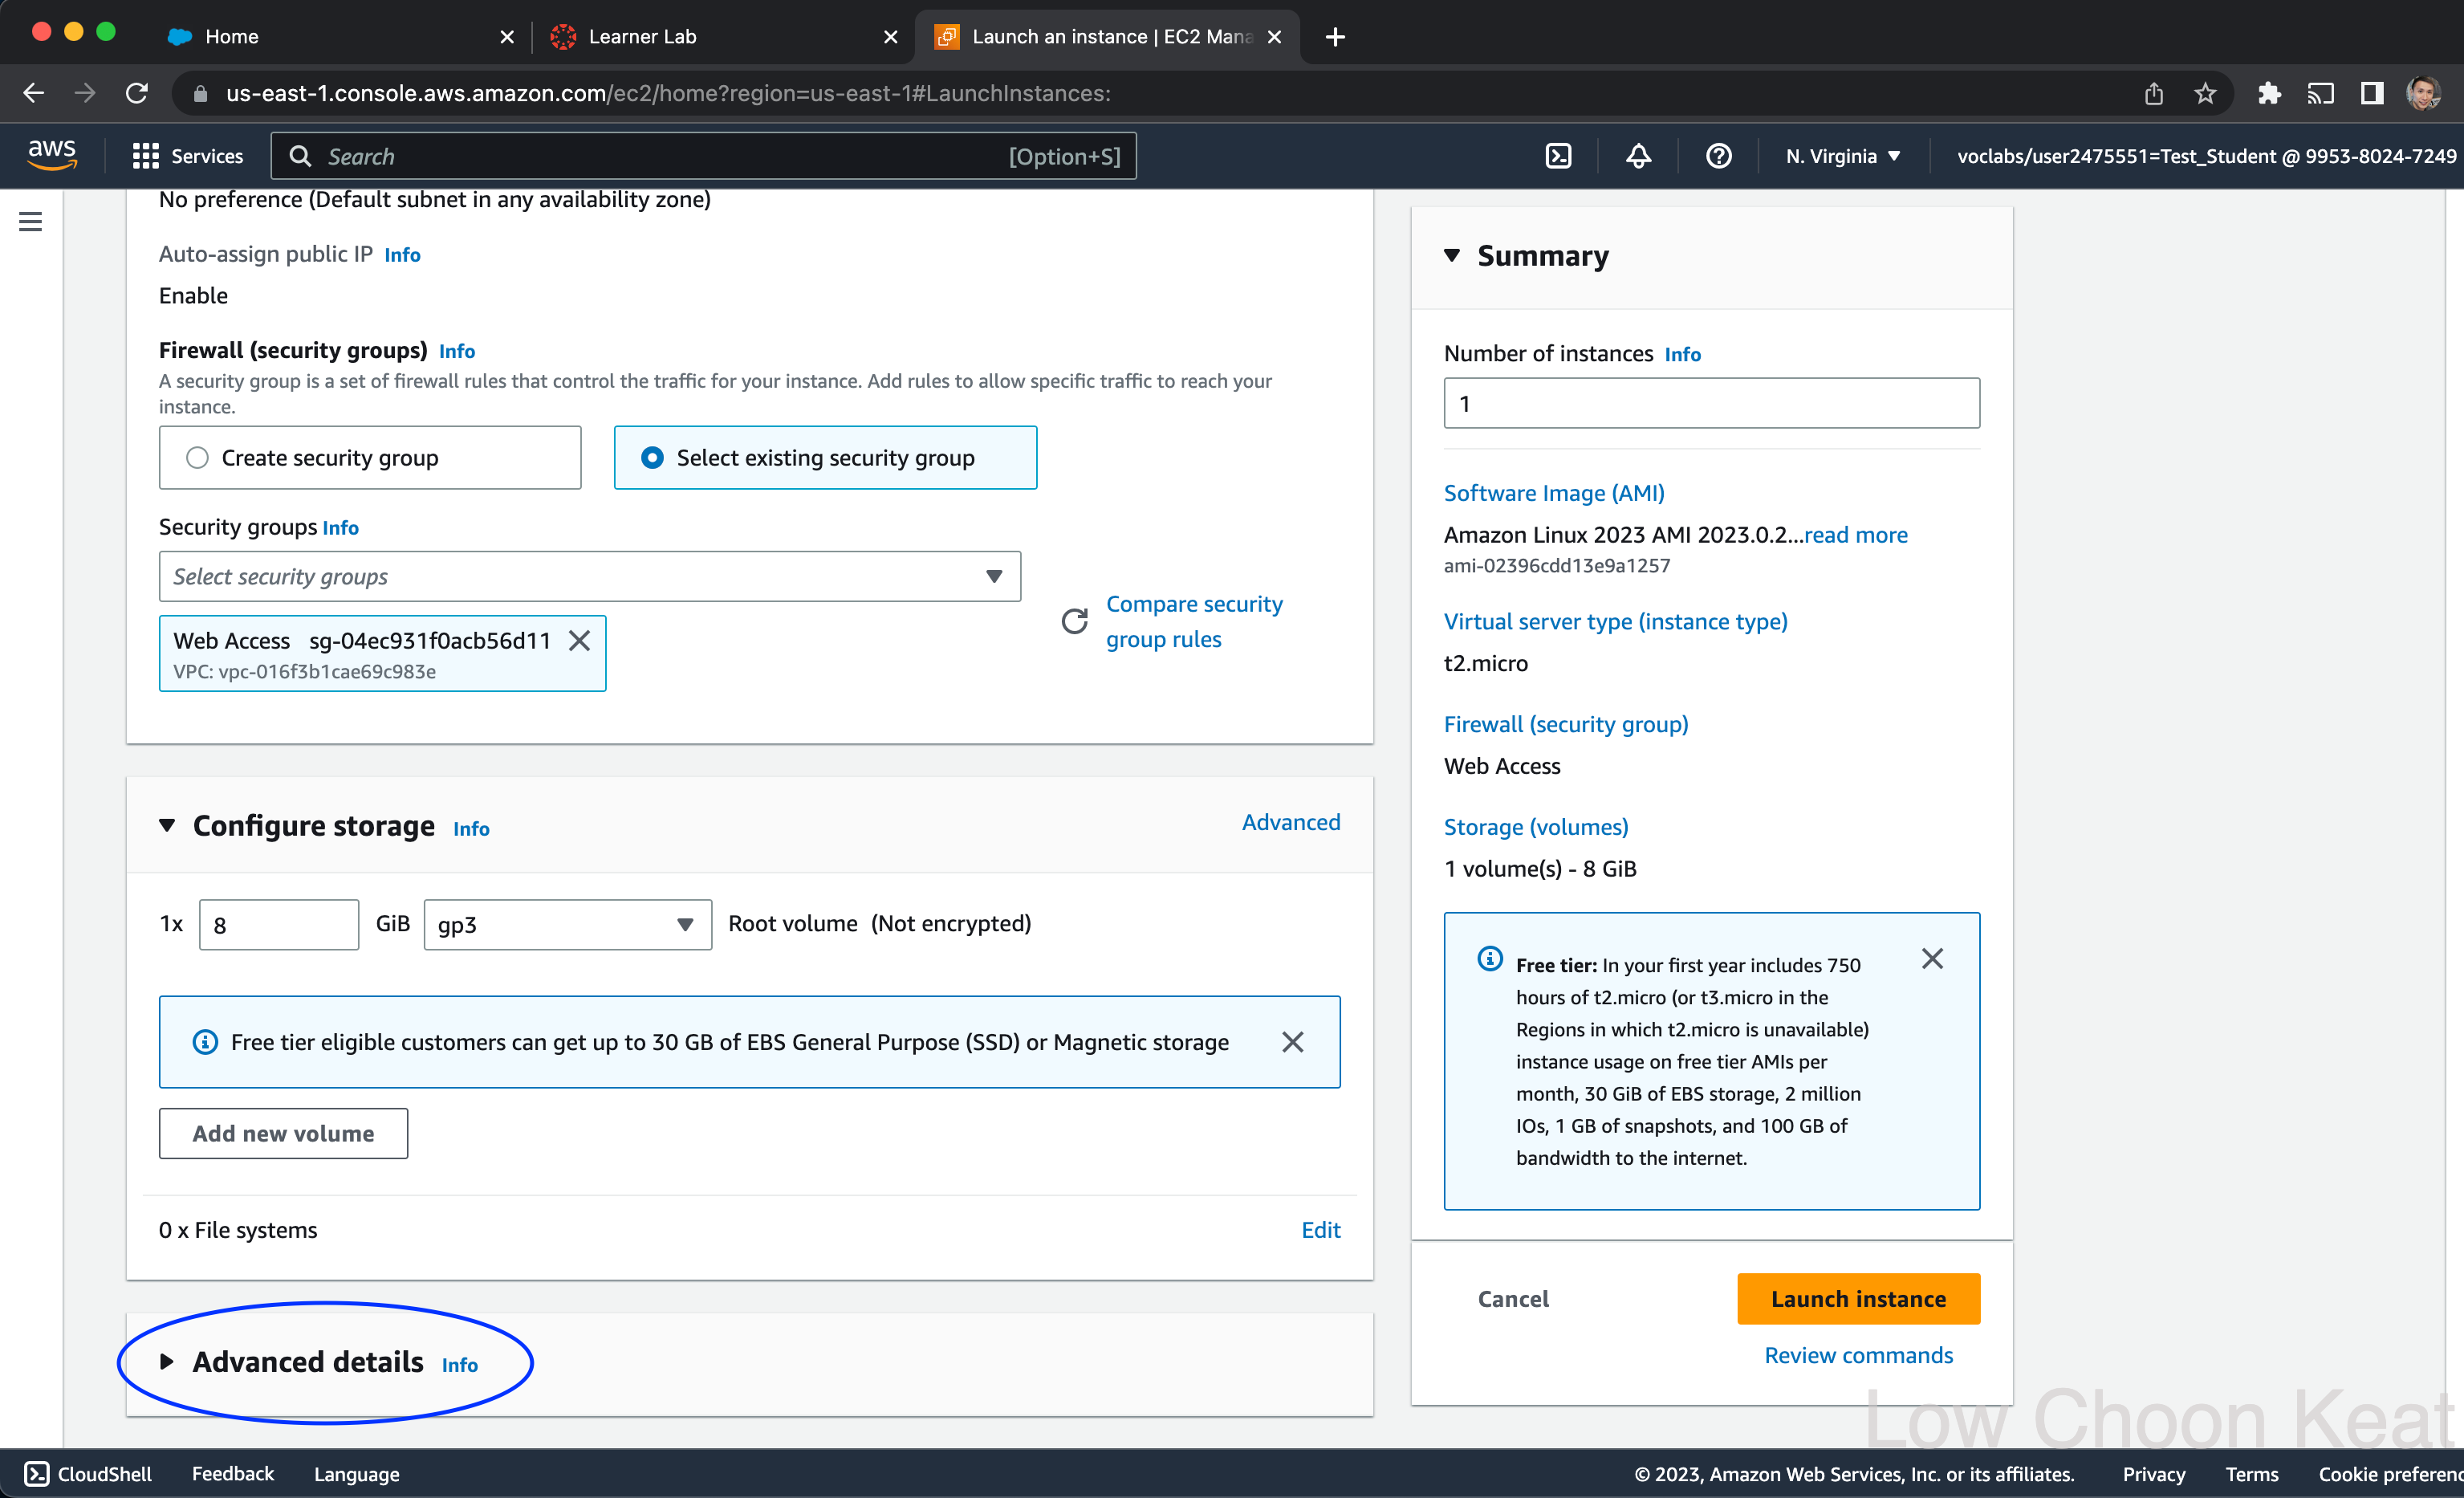 Home
Learner Lab
Launch an instance | EC2 Mana
us-east-1.console.aws.amazon.com/ec2/home?region=us-east-1#LaunchInstances:
aws
Services
Search
[Option+S]
N. Virginia
voclabs/user2475551=Test_Student @ 9953-8024-7249
No preference (Default subnet in any availability zone)
Auto-assign public IP Info
Enable
Firewall (security groups) Info
A security group is a set of firewall rules that control the traffic for your instance. Add rules to allow specific traffic to reach your
instance.
Create security group
Select existing security group
Security groups Info
Select security groups
Web Access sg-04ec931f0acb56d11
VPC: vpc-016f3b1cae69c983e
Compare security
group rules
Configure storage Info
Advanced
1x
8
GiB
gp3
Root volume (Not encrypted)
Free tier eligible customers can get up to 30 GB of EBS General Purpose (SSD) or Magnetic storage
Add new volume
0 x File systems
Edit
Advanced details Info
Summary
Number of instances Info
1
Software Image (AMI)
Amazon Linux 2023 AMI 2023.0.2...read more
ami-02396cdd13e9a1257
Virtual server type (instance type)
t2.micro
Firewall (security group)
Web Access
Storage (volumes)
1 volume(s) - 8 GiB
Free tier: In your first year includes 750
hours of t2.micro (or t3.micro in the
Regions in which t2.micro is unavailable)
instance usage on free tier AMIs per
month, 30 GiB of EBS storage, 2 million
IOs, 1 GB of snapshots, and 100 GB of
bandwidth to the internet.
Cancel
Launch instance
Review commands
Low Choon Keat
CloudShell
Feedback
Language
© 2023, Amazon Web Services, Inc. or its affiliates.
Privacy
Terms
Cookie preferenc